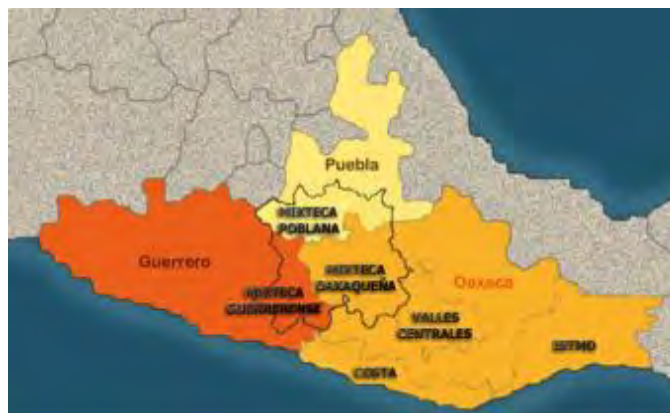 Puebla
MIXTECA
POBLANA
Guerrero
MIXTECA
OAXAQUEÑA
Oaxaca
MIXTECA
GUERRERENSE
VALLES
CENTRALES
ISTMO
COSTA